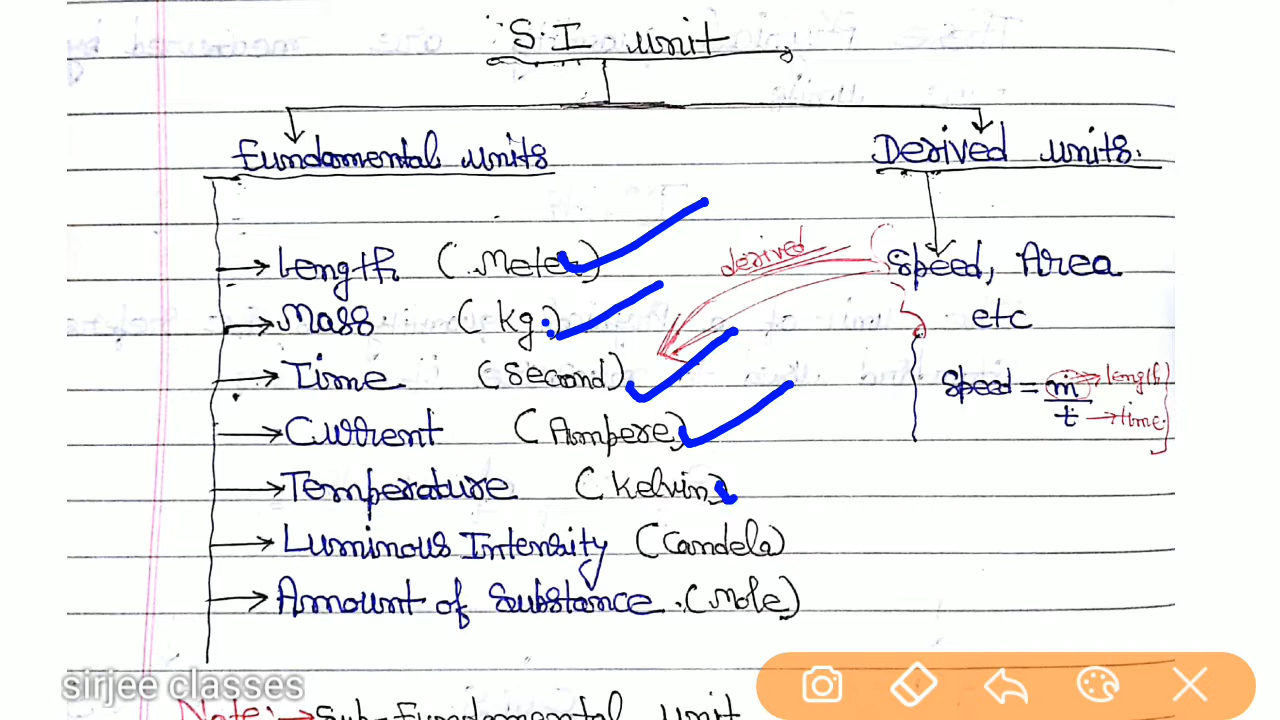 S.I unit
Fundamental units
Derived units.
Length (Meter)
Mass (kg)
Time (Second)
Current (Ampere)
Temperature (Kelvin)
Luminous Intensity (Candela)
Amount of Substance. (Mole)
derived
Speed, Area
etc
Speed = m → length
t → time
sirjee classes
Note:→ Sub-Fundamental unit